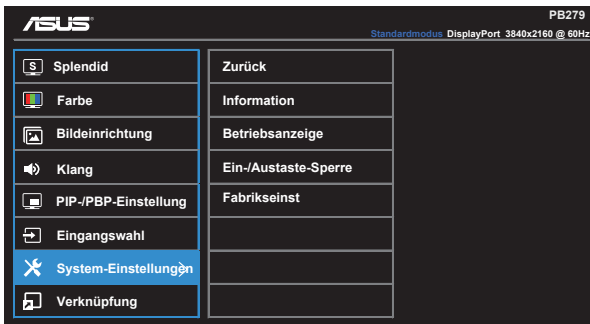 ASUS
PB279
Standardmodus DisplayPort 3840x2160 @ 60Hz
S Splendid
Farbe
Bildeinrichtung
Klang
PIP-/PBP-Einstellung
Eingangswahl
System-Einstellungen
Verknüpfung
Zurück
Information
Betriebsanzeige
Ein-/Austaste-Sperre
Fabrikseinst